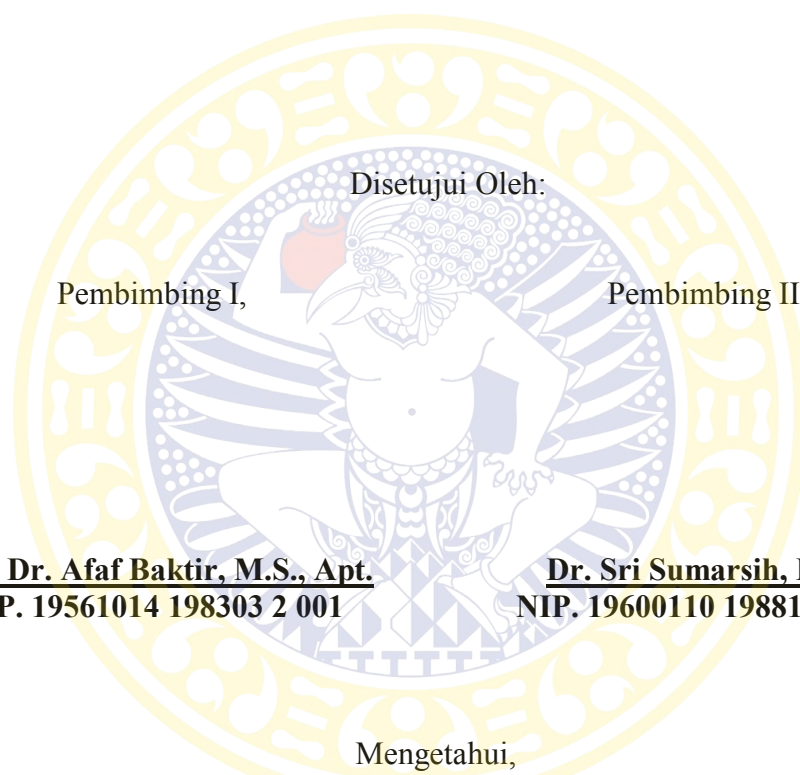 Disetujui Oleh:
Pembimbing I,
Pembimbing II
Dr. Afaf Baktir, M.S., Apt.
P. 19561014 198303 2 001
Dr. Sri Sumarsih,
NIP. 19600110 19881
Mengetahui,